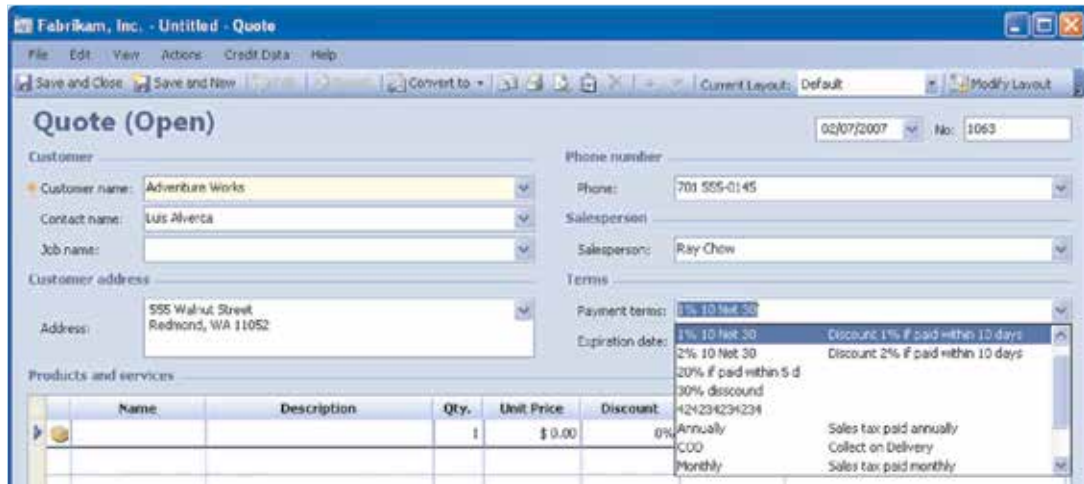 Fabrikam, Inc. - Untitled - Quote
File Edit View Actions Credit Data Help
Save and Close Save and New Convert to Current Layout: Default Modify Layout
Quote (Open)
02/07/2007 No: 1063
Customer
Phone number
Customer name: Adventure Works
Phone: 701 555-0145
Contact name: Luis Alverca
Salesperson
Job name:
Salesperson: Ray Chow
Customer address
Terms
Address: 555 Walnut Street
Redmond, WA 11052
Payment terms: 1% 10 Net 30
Expiration date:
1% 10 Net 30 Discount 1% if paid within 10 days
2% 10 Net 30 Discount 2% if paid within 10 days
20% if paid within 5 d
30% disscound
424234234234
Annually Sales tax paid annually
COD Collect on Delivery
Monthly Sales tax paid monthly
Products and services
Name Description Qty. Unit Price Discount
1 $ 0.00 0%